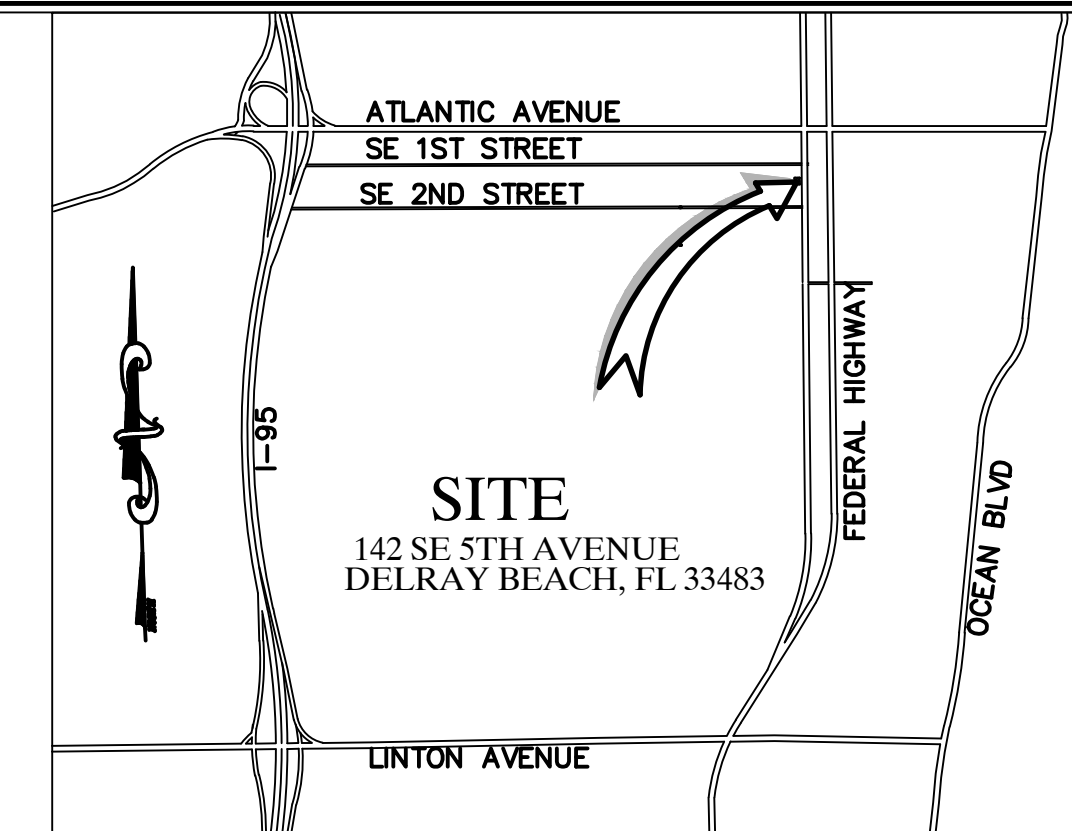 ATLANTIC AVENUE
SE 1ST STREET
SE 2ND STREET
FEDERAL HIGHWAY
I-95
SITE
142 SE 5TH AVENUE
DELRAY BEACH, FL 33483
OCEAN BLVD
LINTON AVENUE